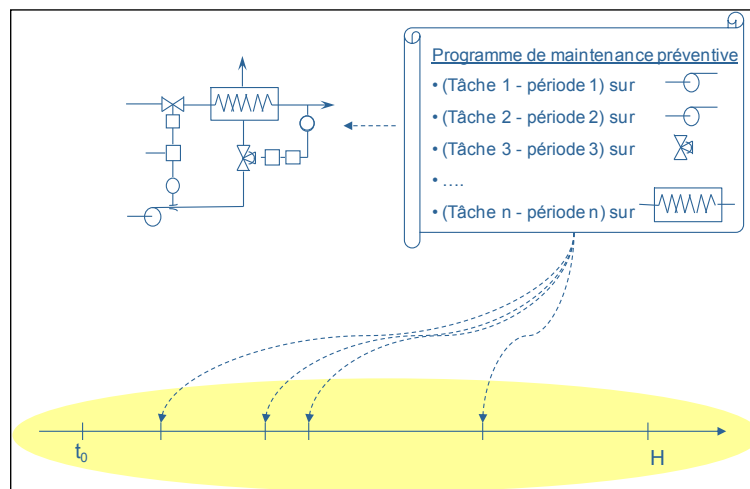 Programme de maintenance préventive
• (Tâche 1 - période 1) sur
• (Tâche 2 - période 2) sur
• (Tâche 3 - période 3) sur
• ....
• (Tâche n - période n) sur
t0
H